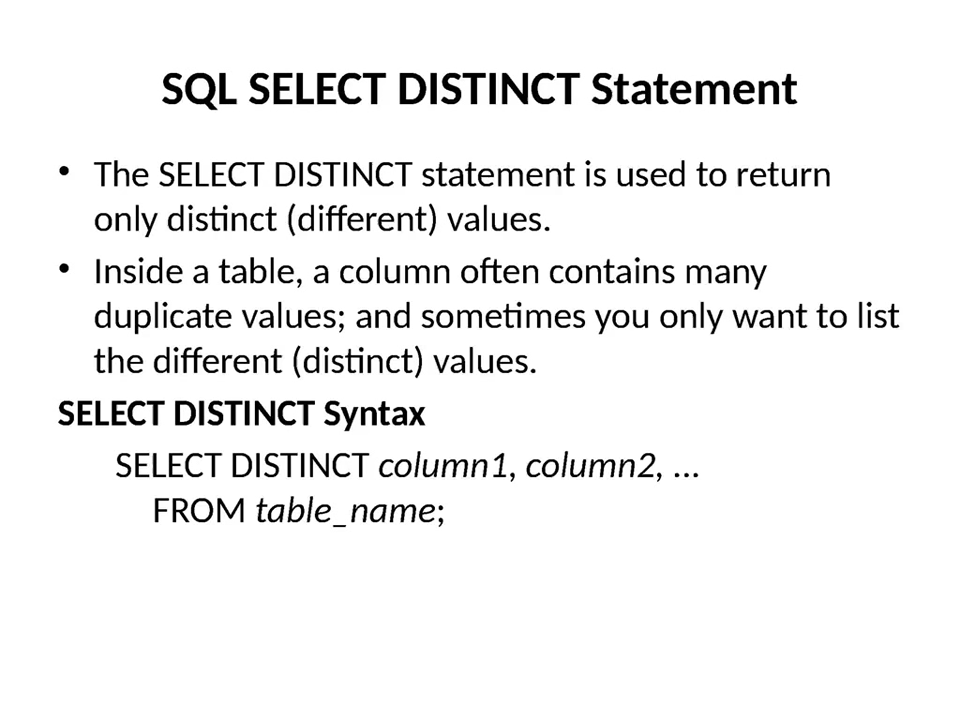 SQL SELECT DISTINCT Statement
• The SELECT DISTINCT statement is used to return
only distinct (different) values.
• Inside a table, a column often contains many
duplicate values; and sometimes you only want to list
the different (distinct) values.
SELECT DISTINCT Syntax
SELECT DISTINCT column1, column2, ...
FROM table_name;